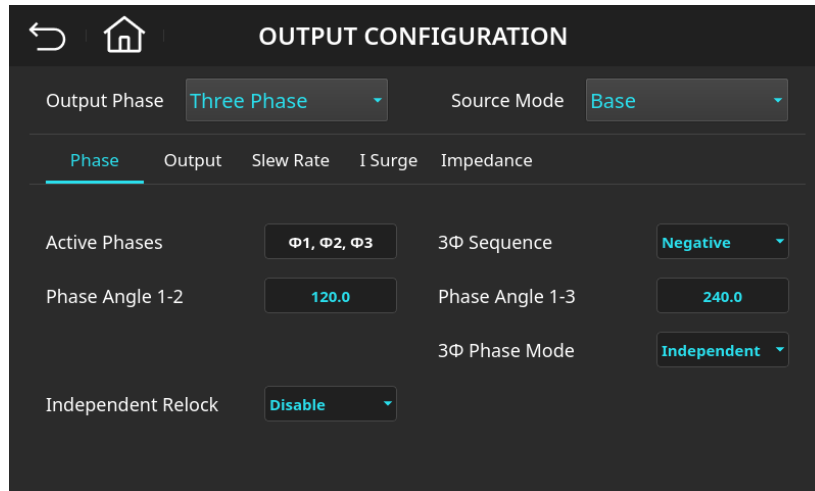 OUTPUT CONFIGURATION
Output Phase Three Phase Source Mode Base
Phase Output Slew Rate I Surge Impedance
Active Phases Φ1, Φ2, Φ3 3Φ Sequence Negative
Phase Angle 1-2 120.0 Phase Angle 1-3 240.0
3Φ Phase Mode Independent
Independent Relock Disable